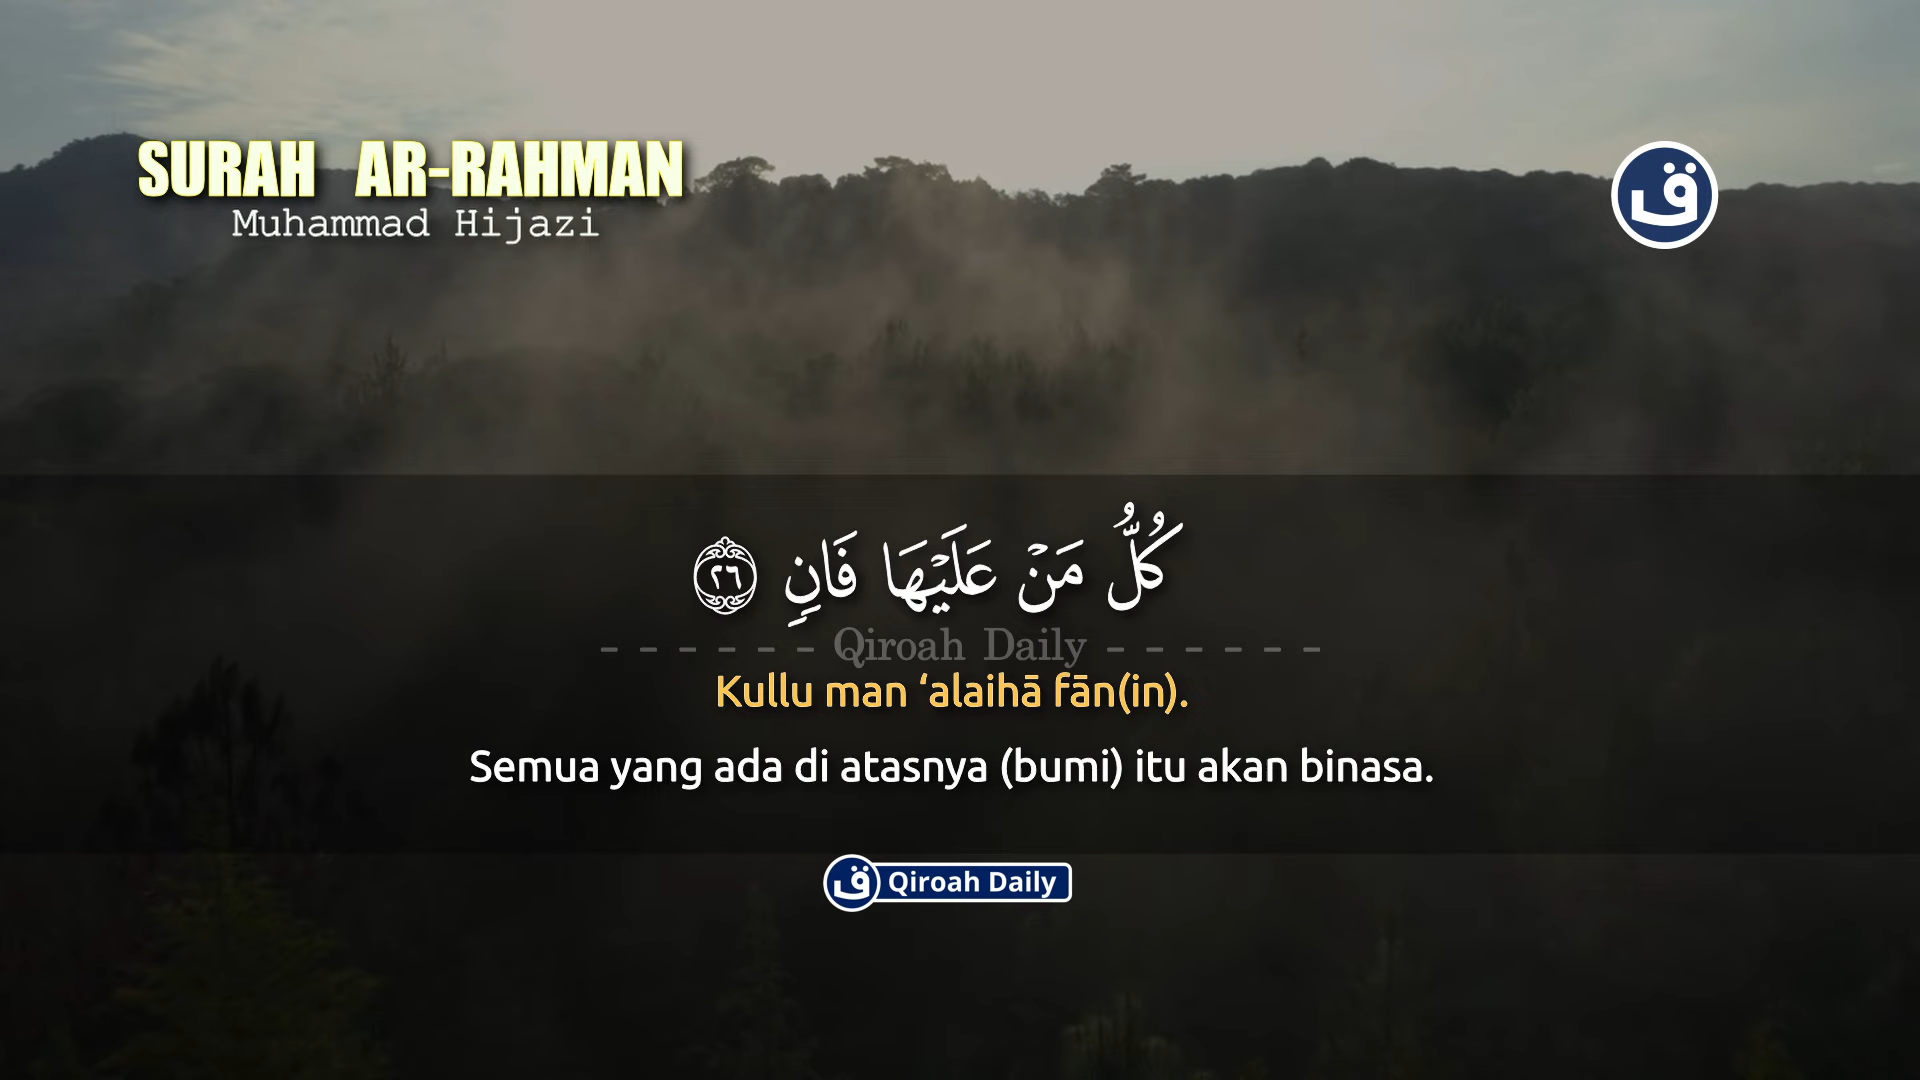 SURAH AR-RAHMAN
Muhammad Hijazi
ق
كُلُّ مَنْ عَلَيْهَا فَانٍ ٢٦
- - - - - - Qiroah Daily - - - - - -
Kullu man ‘alaihā fān(in).
Semua yang ada di atasnya (bumi) itu akan binasa.
ق Qiroah Daily